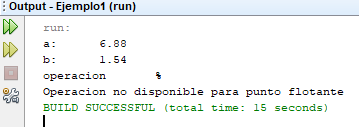 Output - Ejemplo1 (run)
run:
a: 6.88
b: 1.54
operacion %
Operacion no disponible para punto flotante
BUILD SUCCESSFUL (total time: 15 seconds)